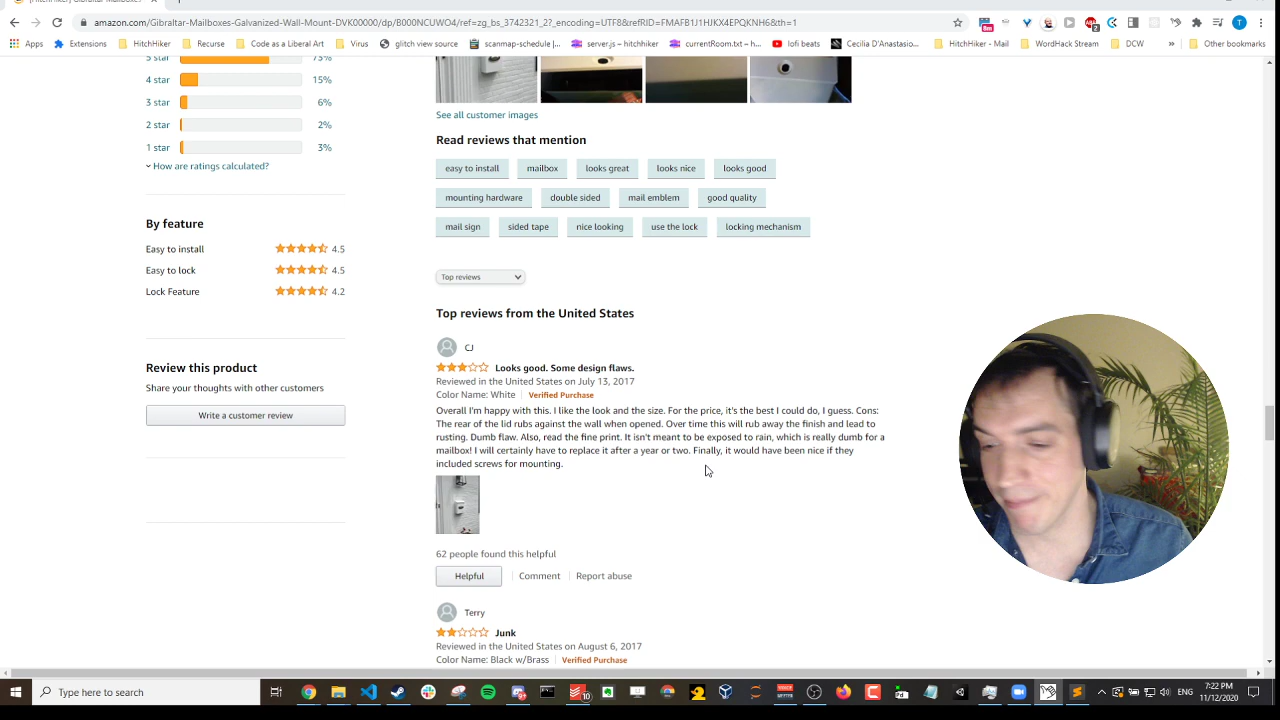 [HitchHiker] Gibraltar Mailboxes
amazon.com/Gibraltar-Mailboxes-Galvanized-Wall-Mount-DVK00000/dp/B000NCUWO4/ref=zg_bs_3742321_2?_encoding=UTF8&refRID=FMAFB1J1HJKX4EPQKNH6&th=1
Apps Extensions HitchHiker Recurse Code as a Liberal Art Virus glitch view source scanmap-schedule |... server.js – hitchhiker currentRoom.txt – h... lofi beats Cecilia D'Anastasio... HitchHiker - Mail WordHack Stream DCW » Other bookmarks
5 star 73%
4 star 15%
3 star 6%
2 star 2%
1 star 3%
How are ratings calculated?
By feature
Easy to install 4.5
Easy to lock 4.5
Lock Feature 4.2
Review this product
Share your thoughts with other customers
Write a customer review
See all customer images
Read reviews that mention
easy to install mailbox looks great looks nice looks good
mounting hardware double sided mail emblem good quality
mail sign sided tape nice looking use the lock locking mechanism
Top reviews
Top reviews from the United States
CJ
Looks good. Some design flaws.
Reviewed in the United States on July 13, 2017
Color Name: White Verified Purchase
Overall I'm happy with this. I like the look and the size. For the price, it's the best I could do, I guess. Cons:
The rear of the lid rubs against the wall when opened. Over time this will rub away the finish and lead to
rusting. Dumb flaw. Also, read the fine print. It isn't meant to be exposed to rain, which is really dumb for a
mailbox! I will certainly have to replace it after a year or two. Finally, it would have been nice if they
included screws for mounting.
62 people found this helpful
Helpful Comment Report abuse
Terry
Junk
Reviewed in the United States on August 6, 2017
Color Name: Black w/Brass Verified Purchase
Type here to search
ENG
7:22 PM
11/12/2020